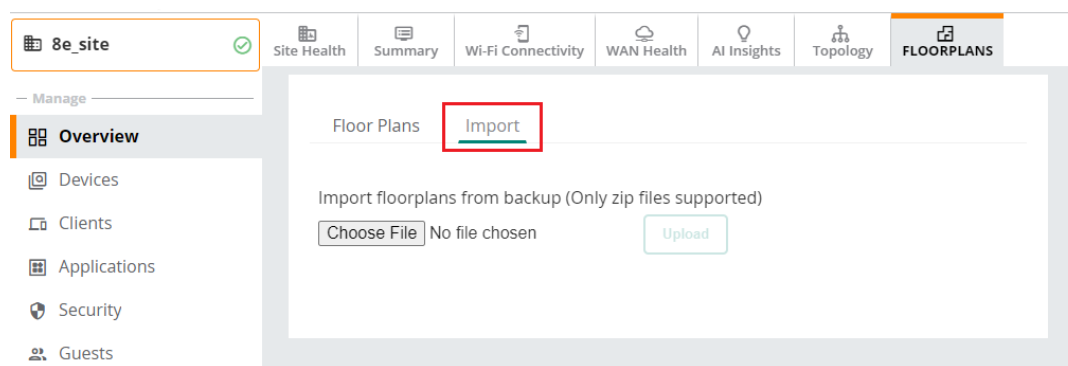 8e_site
Site Health
Summary
Wi-Fi Connectivity
WAN Health
AI Insights
Topology
FLOORPLANS
Manage
Overview
Devices
Clients
Applications
Security
Guests
Floor Plans
Import
Import floorplans from backup (Only zip files supported)
Choose File No file chosen
Upload